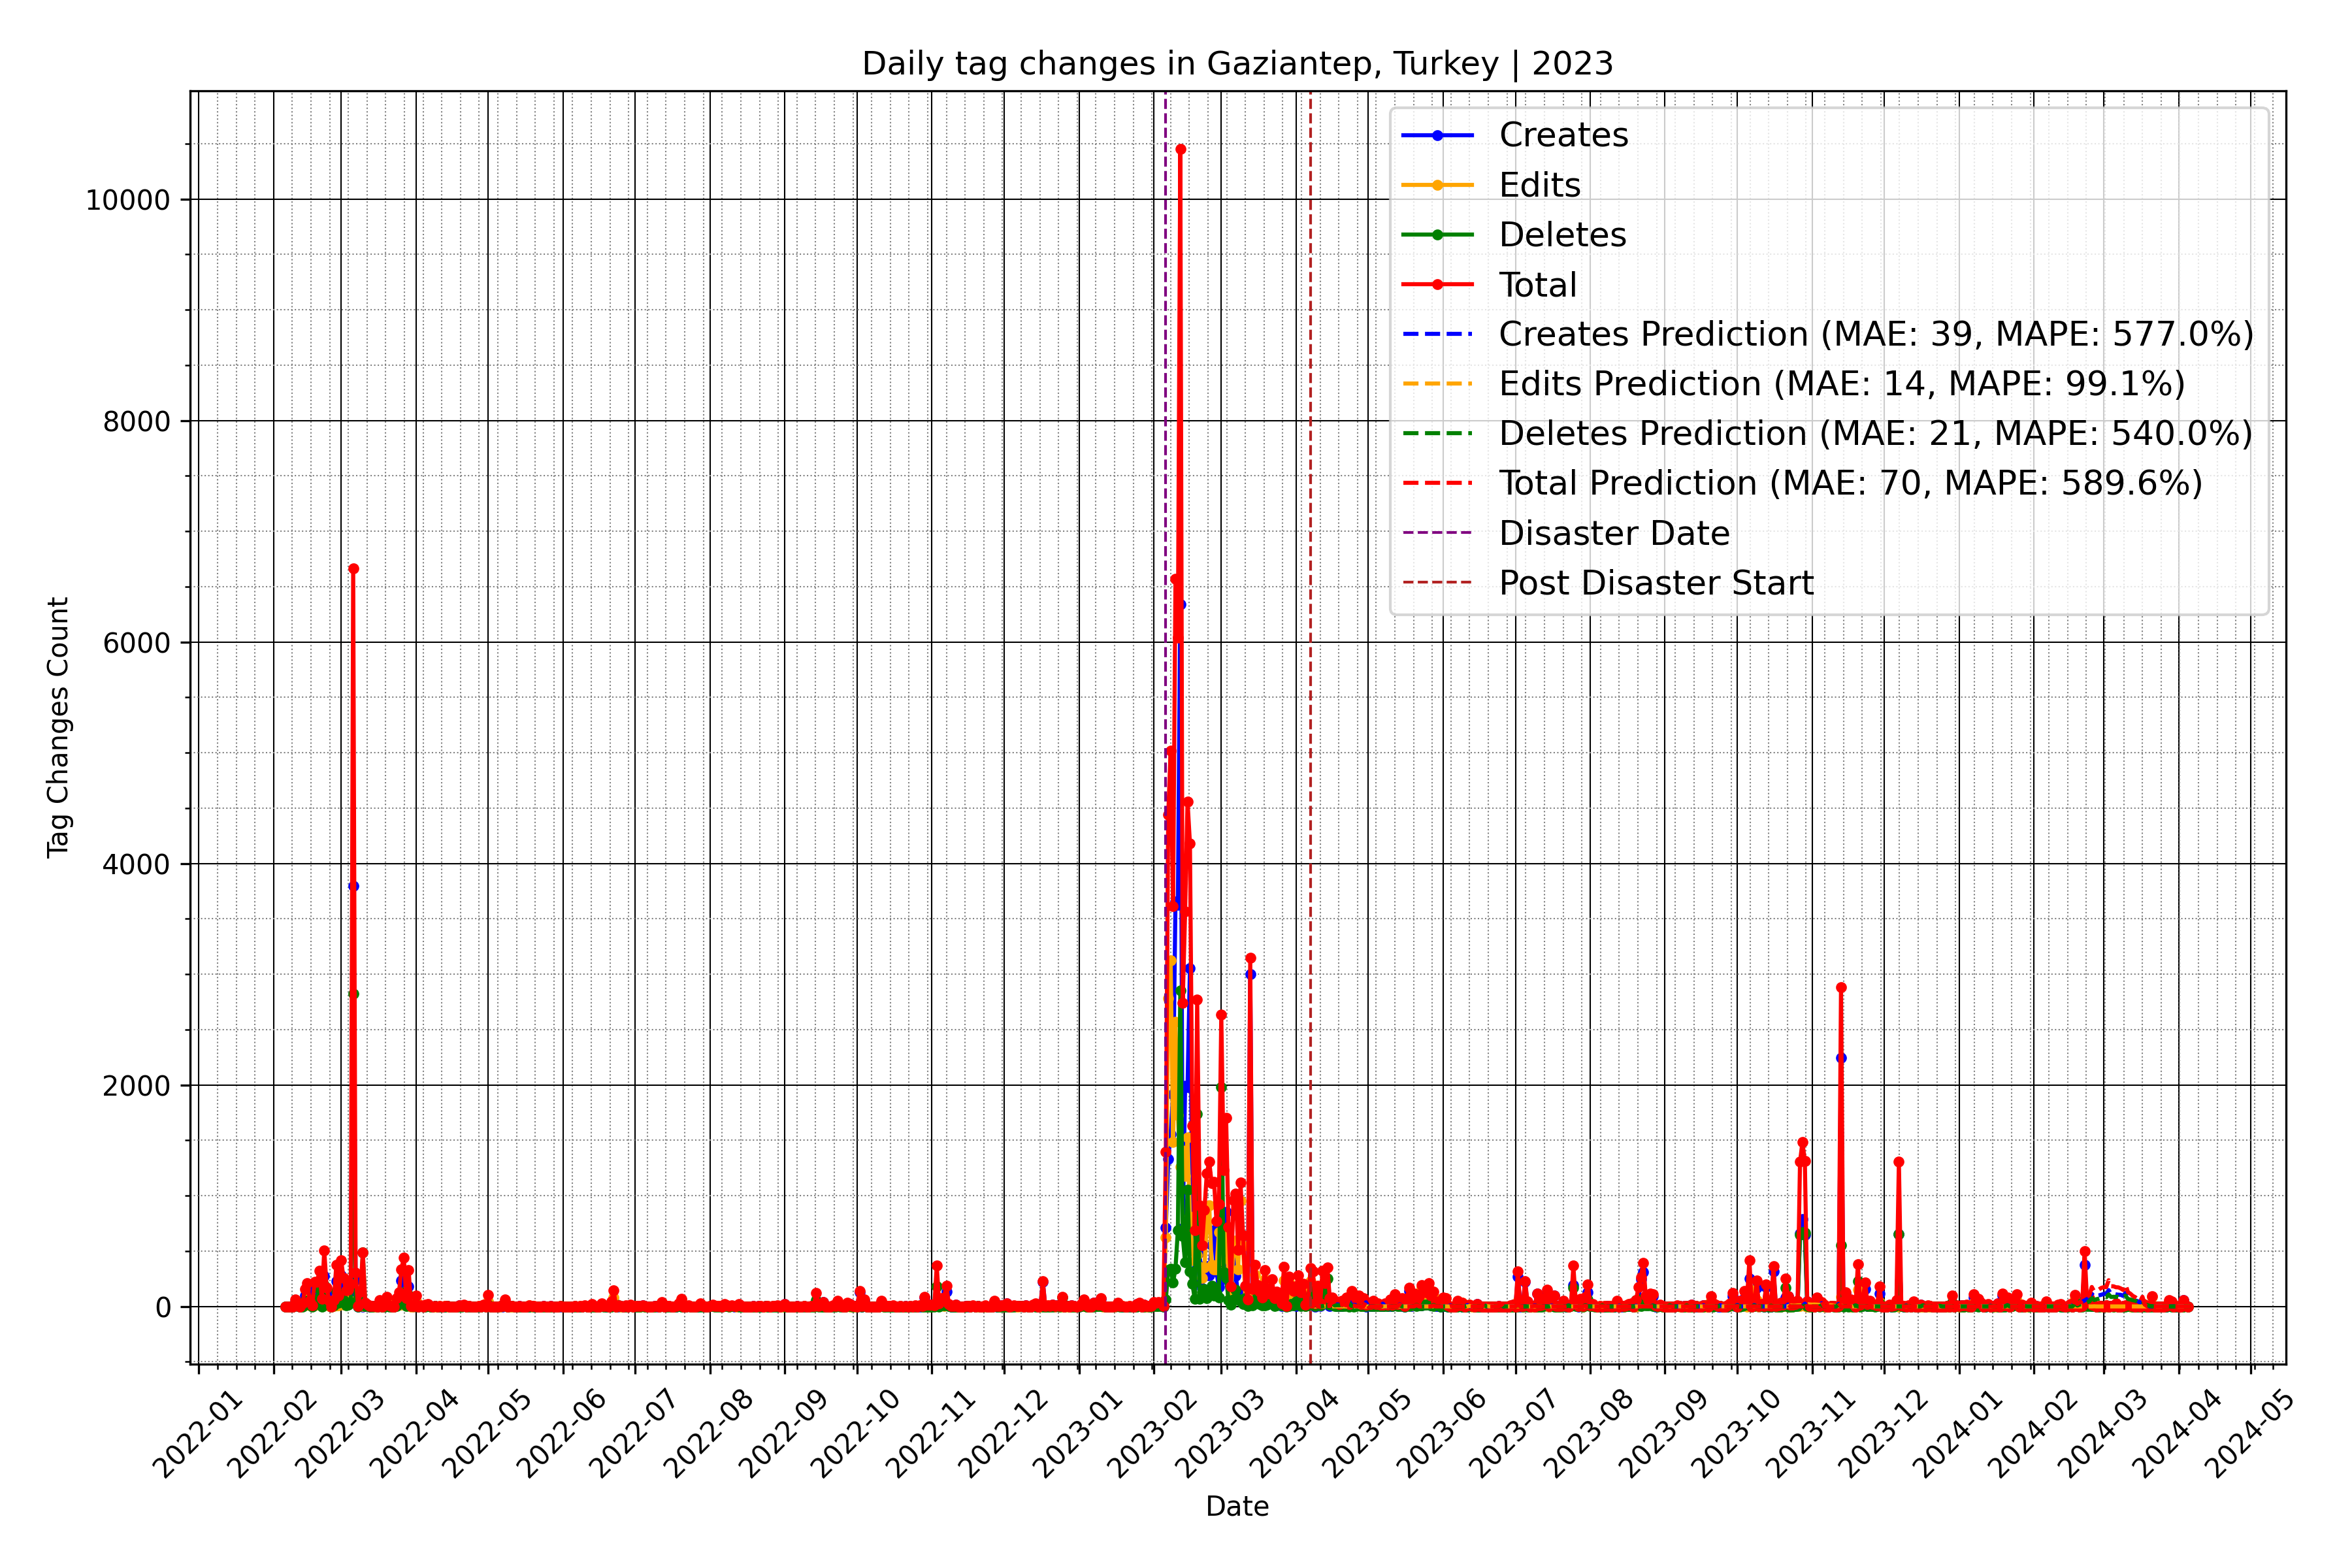 Daily tag changes in Gaziantep, Turkey | 2023
Tag Changes Count
10000
8000
6000
4000
2000
0
Creates
Edits
Deletes
Total
Creates Prediction (MAE: 39, MAPE: 577.0%)
Edits Prediction (MAE: 14, MAPE: 99.1%)
Deletes Prediction (MAE: 21, MAPE: 540.0%)
Total Prediction (MAE: 70, MAPE: 589.6%)
Disaster Date
Post Disaster Start
2022-01
2022-02
2022-03
2022-04
2022-05
2022-06
2022-07
2022-08
2022-09
2022-10
2022-11
2022-12
2023-01
2023-02
2023-03
2023-04
2023-05
2023-06
2023-07
2023-08
2023-09
2023-10
2023-11
2023-12
2024-01
2024-02
2024-03
2024-04
2024-05
Date